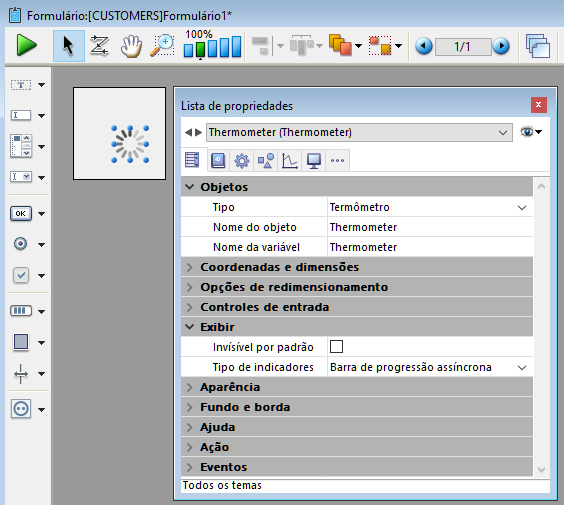 Formulário:[CUSTOMERS]Formulário1*
100%
1/1
T
OK
Lista de propriedades
x
Thermometer (Thermometer)
Objetos
Tipo Termômetro
Nome do objeto Thermometer
Nome da variável Thermometer
Coordenadas e dimensões
Opções de redimensionamento
Controles de entrada
Exibir
Invísível por padrão
Tipo de indicadores Barra de progressão assíncrona
Aparência
Fundo e borda
Ajuda
Ação
Eventos
Todos os temas